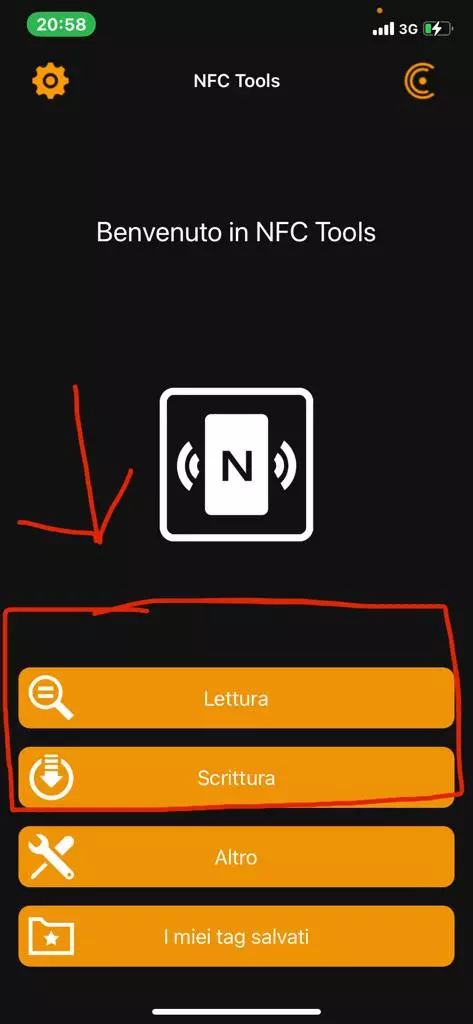 20:58
3G
NFC Tools
Benvenuto in NFC Tools
N
Lettura
Scrittura
Altro
I miei tag salvati